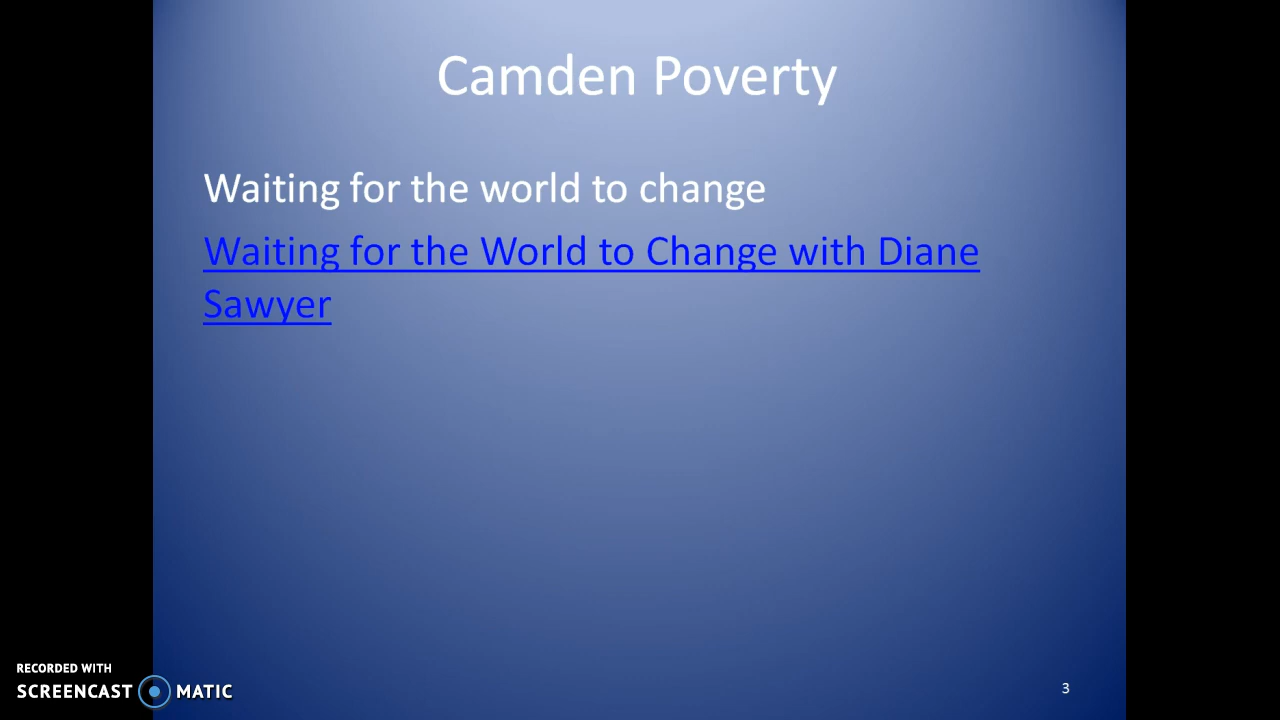 Camden Poverty
Waiting for the world to change
Waiting for the World to Change with Diane
Sawyer
RECORDED WITH
SCREENCAST MATIC
3